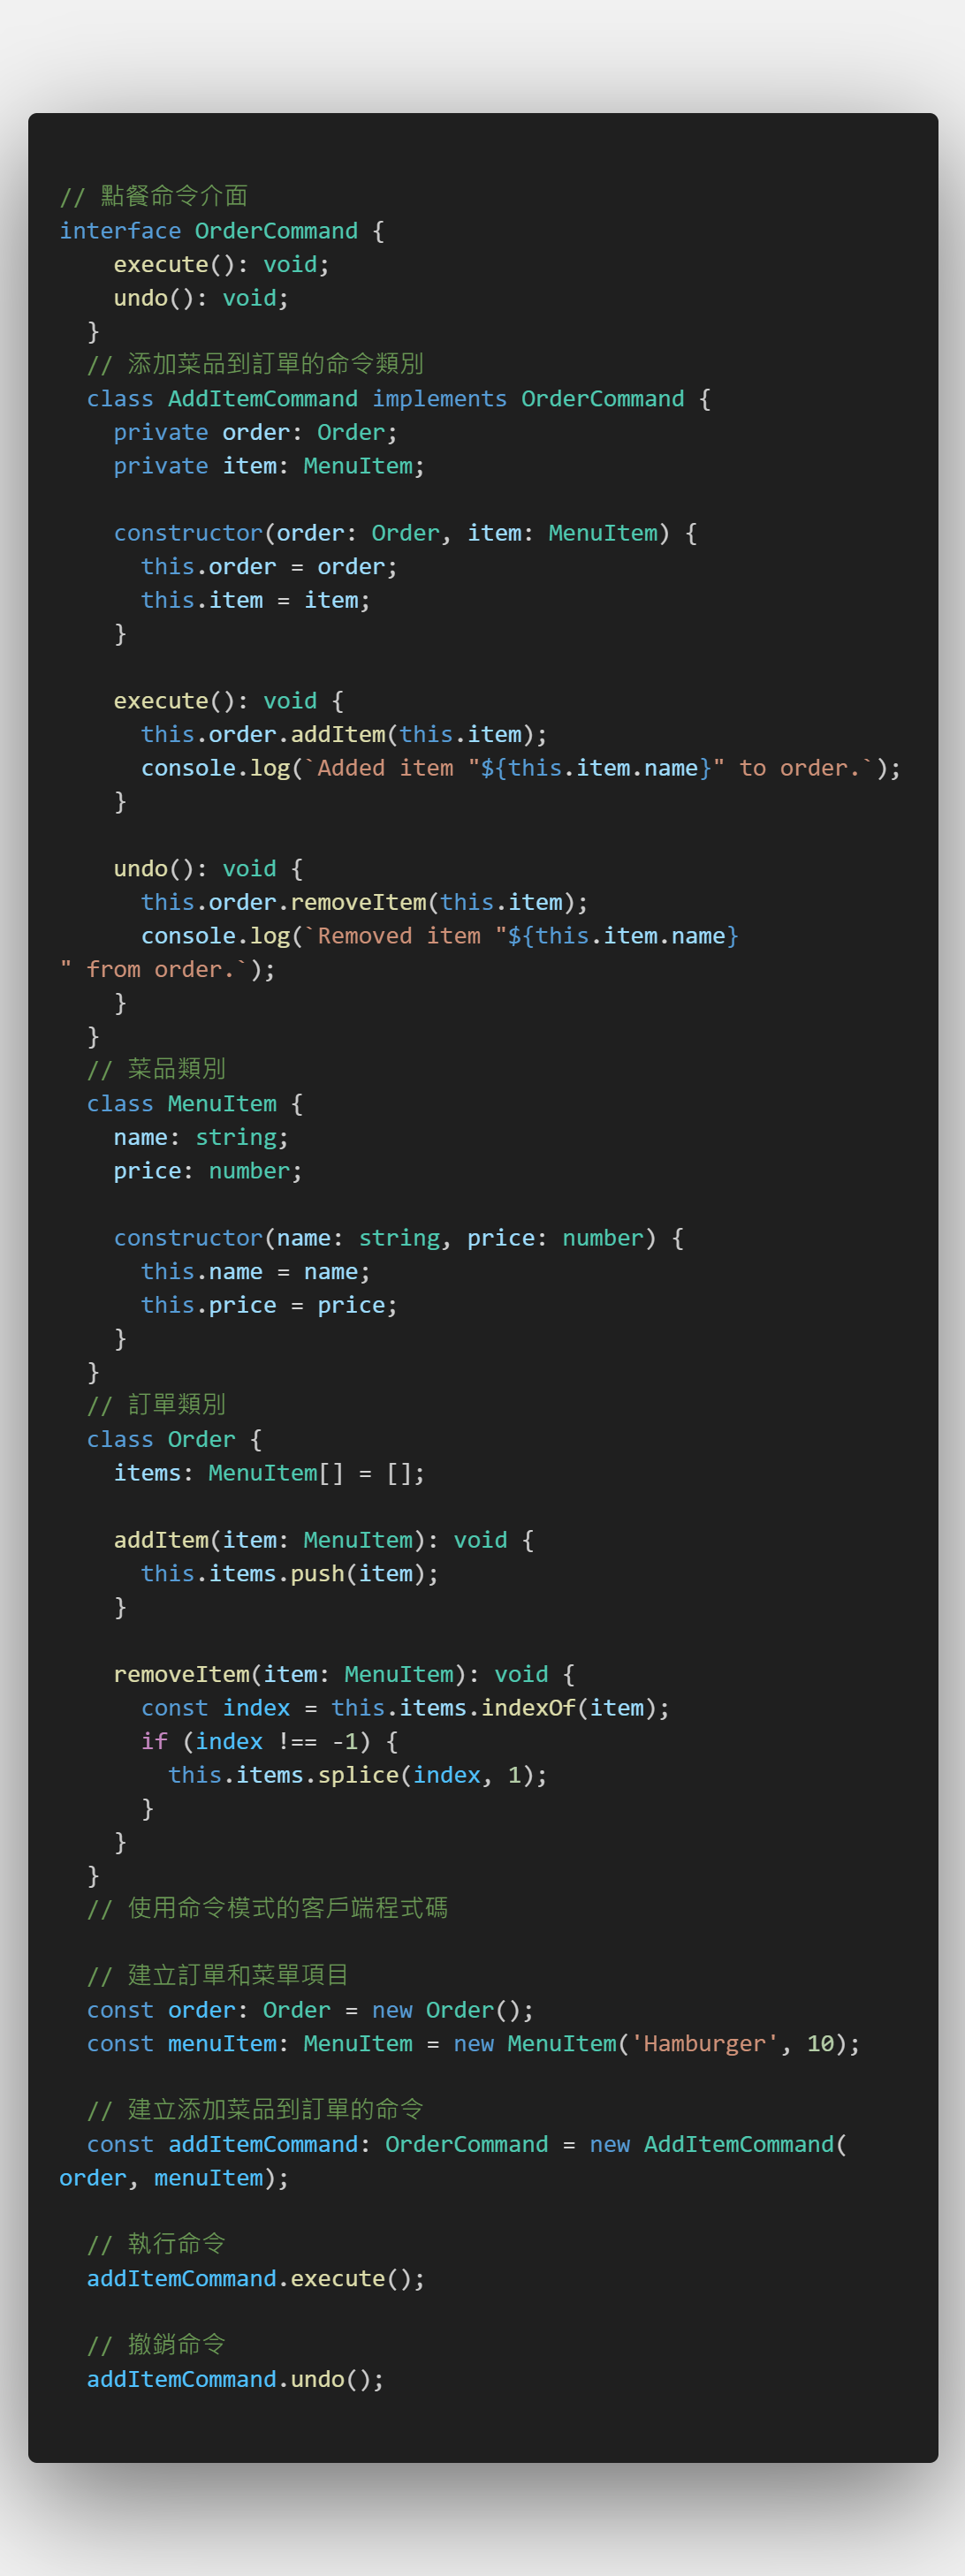 // 點餐命令介面
interface OrderCommand {
    execute(): void;
    undo(): void;
  }
  // 添加菜品到訂單的命令類別
  class AddItemCommand implements OrderCommand {
    private order: Order;
    private item: MenuItem;

    constructor(order: Order, item: MenuItem) {
      this.order = order;
      this.item = item;
    }

    execute(): void {
      this.order.addItem(this.item);
      console.log(`Added item "${this.item.name}" to order.`);
    }

    undo(): void {
      this.order.removeItem(this.item);
      console.log(`Removed item "${this.item.name}
" from order.`);
    }
  }
  // 菜品類別
  class MenuItem {
    name: string;
    price: number;

    constructor(name: string, price: number) {
      this.name = name;
      this.price = price;
    }
  }
  // 訂單類別
  class Order {
    items: MenuItem[] = [];

    addItem(item: MenuItem): void {
      this.items.push(item);
    }

    removeItem(item: MenuItem): void {
      const index = this.items.indexOf(item);
      if (index !== -1) {
        this.items.splice(index, 1);
      }
    }
  }
  // 使用命令模式的客戶端程式碼

  // 建立訂單和菜單項目
  const order: Order = new Order();
  const menuItem: MenuItem = new MenuItem('Hamburger', 10);

  // 建立添加菜品到訂單的命令
  const addItemCommand: OrderCommand = new AddItemCommand(
order, menuItem);

  // 執行命令
  addItemCommand.execute();

  // 撤銷命令
  addItemCommand.undo();